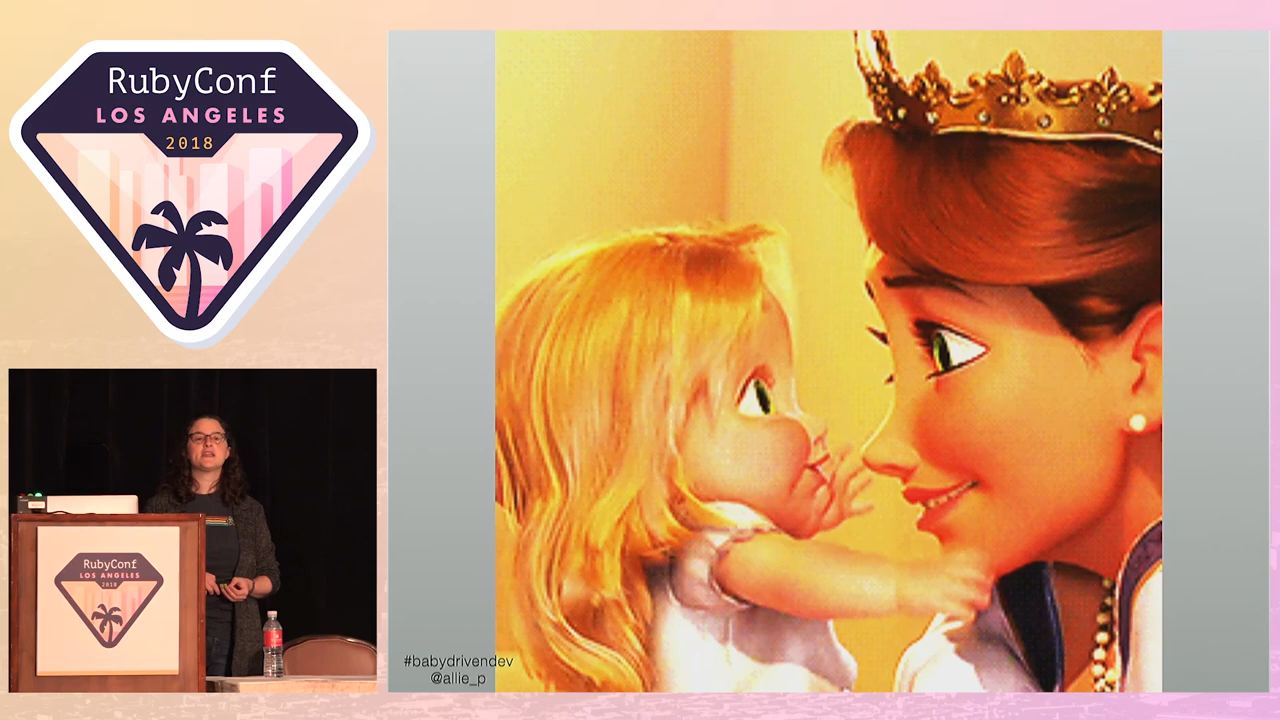 RubyConf
LOS ANGELES
2018
RubyConf
LOS ANGELES
2018
#babydrivendev
@allie_p